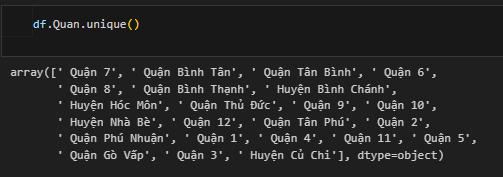 df.Quan.unique()
array([' Quận 7', ' Quận Bình Tân', ' Quận Tân Bình', ' Quận 6',
' Quận 8', ' Quận Bình Thạnh', ' Huyện Bình Chánh',
' Huyện Hóc Môn', ' Quận Thủ Đức', ' Quận 9', ' Quận 10',
' Huyện Nhà Bè', ' Quận 12', ' Quận Tân Phú', ' Quận 2',
' Quận Phú Nhuận', ' Quận 1', ' Quận 4', ' Quận 11', ' Quận 5',
' Quận Gò Vấp', ' Quận 3', ' Huyện Củ Chi'], dtype=object)